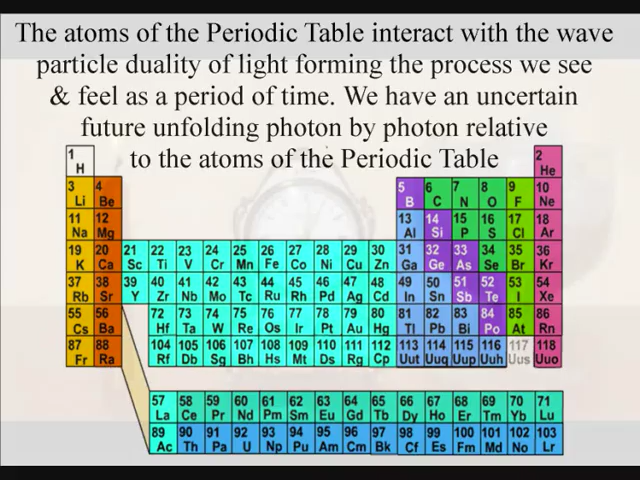 The atoms of the Periodic Table interact with the wave
particle duality of light forming the process we see
& feel as a period of time. We have an uncertain
future unfolding photon by photon relative
to the atoms of the Periodic Table
1 2
H He
3 4 5 6 7 8 9 10
Li Be B C N O F Ne
11 12 13 14 15 16 17 18
Na Mg Al Si P S Cl Ar
19 20 21 22 23 24 25 26 27 28 29 30 31 32 33 34 35 36
K Ca Sc Ti V Cr Mn Fe Co Ni Cu Zn Ga Ge As Se Br Kr
37 38 39 40 41 42 43 44 45 46 47 48 49 50 51 52 53 54
Rb Sr Y Zr Nb Mo Tc Ru Rh Pd Ag Cd In Sn Sb Te I Xe
55 56 72 73 74 75 76 77 78 79 80 81 82 83 84 85 86
Cs Ba Hf Ta W Re Os Ir Pt Au Hg Tl Pb Bi Po At Rn
87 88 104 105 106 107 108 109 110 111 112 113 114 115 116 117 118
Fr Ra Rf Db Sg Bh Hs Mt Ds Rg Cp Uut Uuq Uup Uuh Uus Uuo
57 58 59 60 61 62 63 64 65 66 67 68 69 70 71
La Ce Pr Nd Pm Sm Eu Gd Tb Dy Ho Er Tm Yb Lu
89 90 91 92 93 94 95 96 97 98 99 100 101 102 103
Ac Th Pa U Np Pu Am Cm Bk Cf Es Fm Md No Lr